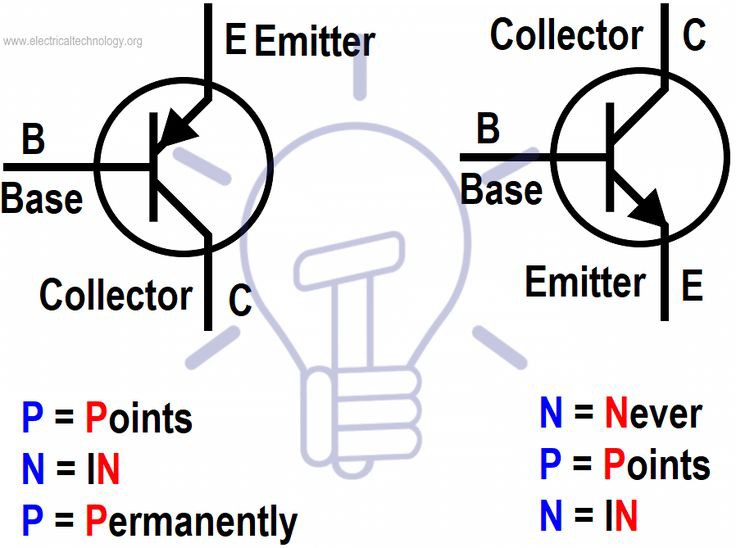 www.electricaltechnology.org
E Emitter
B
Base
Collector C
Collector C
B
Base
Emitter E
P = Points
N = IN
P = Permanently
N = Never
P = Points
N = IN